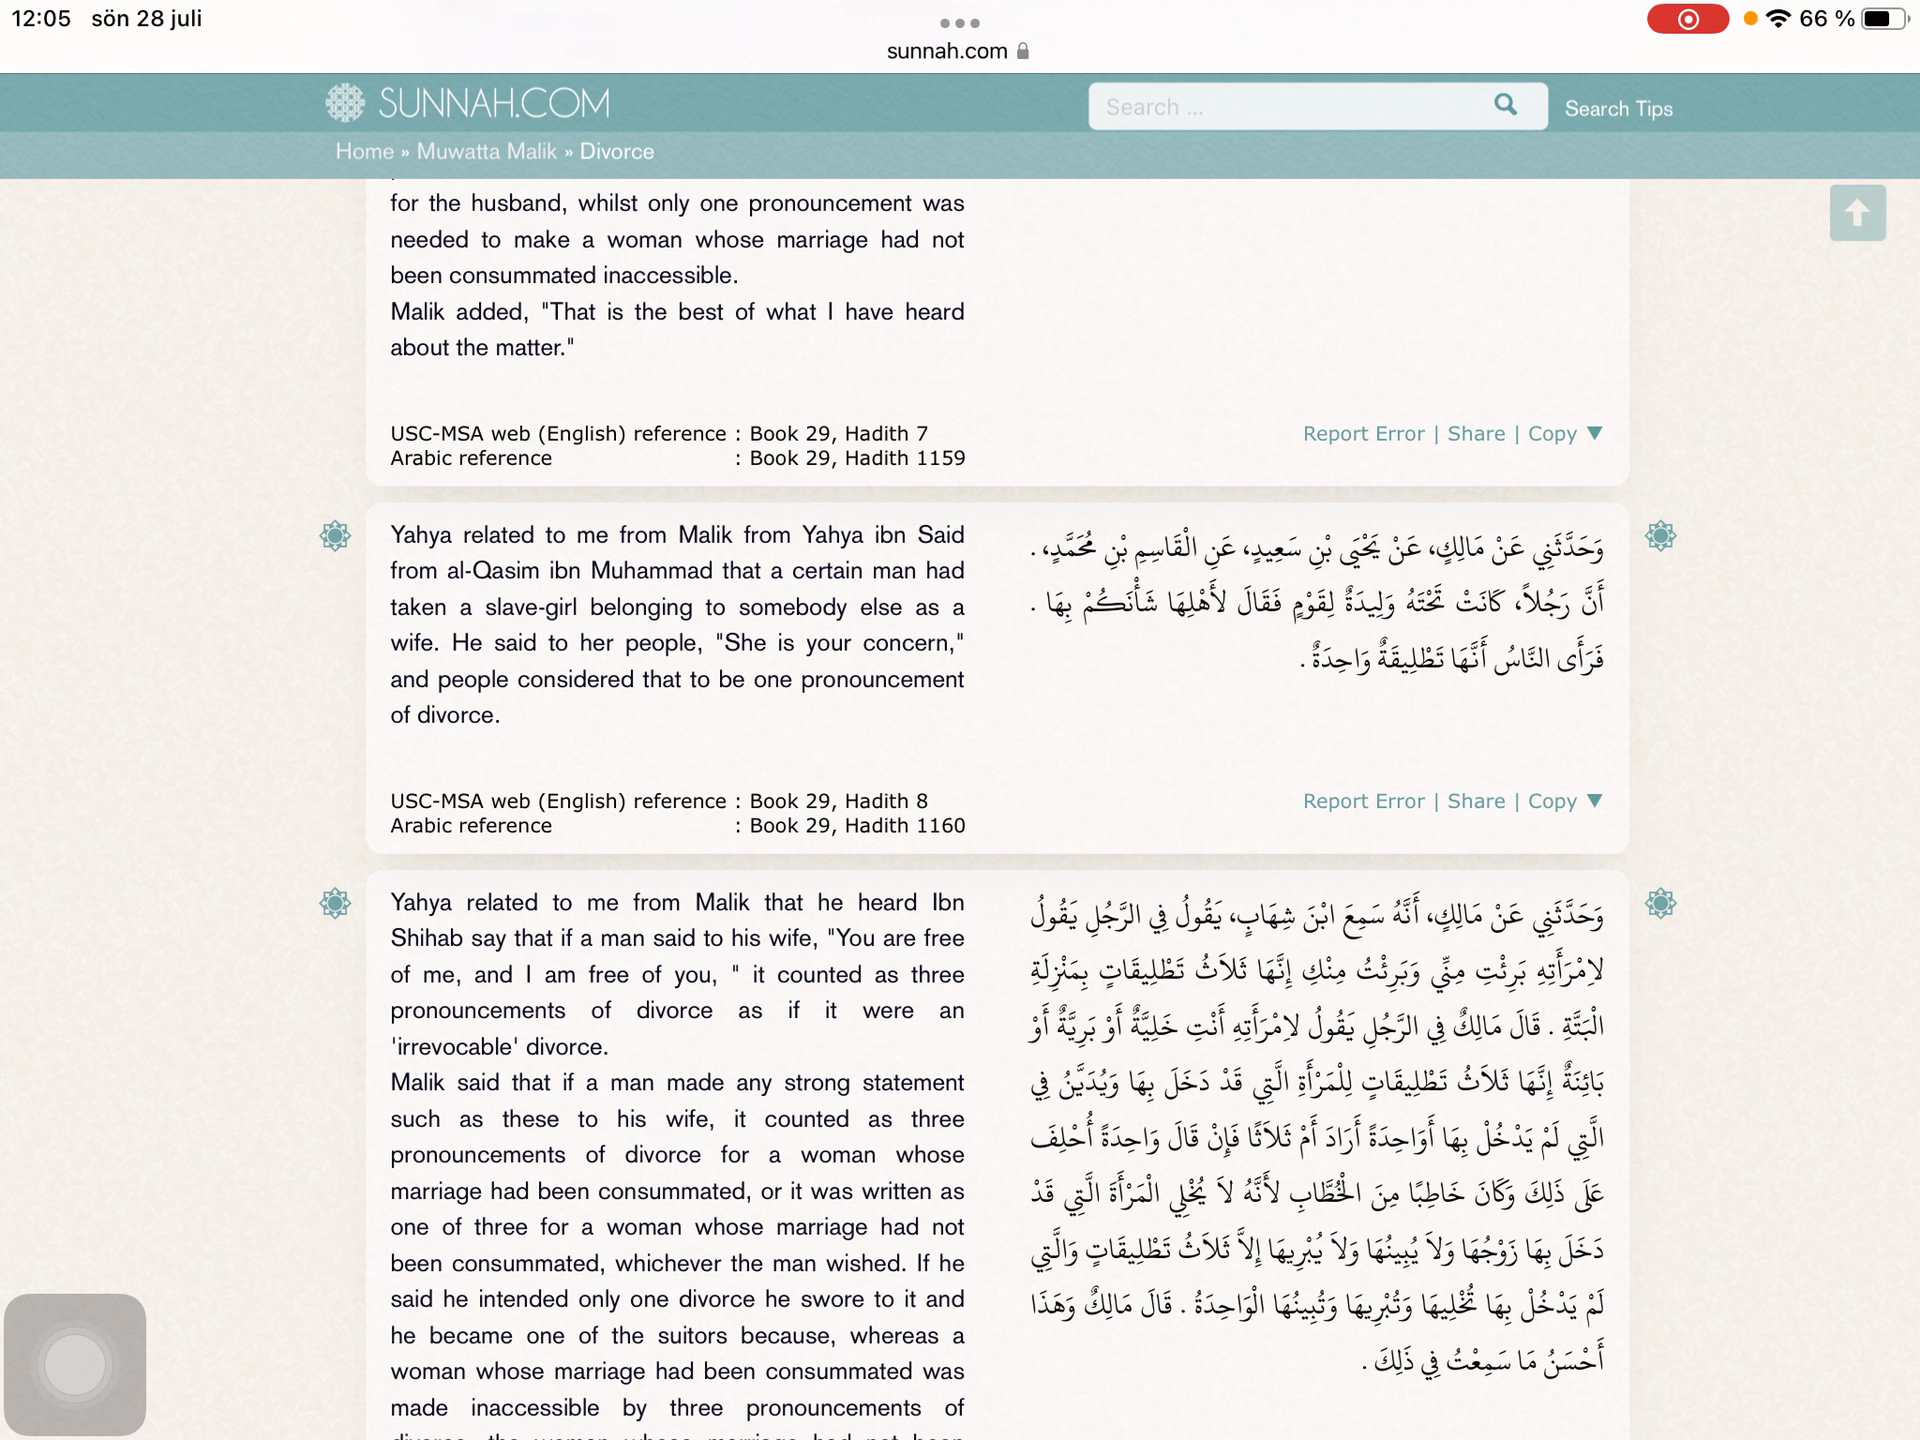 12:05 sön 28 juli
66 %
sunnah.com
SUNNAH.COM
Search ...
Search Tips
Home » Muwatta Malik » Divorce
for the husband, whilst only one pronouncement was
needed to make a woman whose marriage had not
been consummated inaccessible.
Malik added, "That is the best of what I have heard
about the matter."
USC-MSA web (English) reference : Book 29, Hadith 7
Arabic reference : Book 29, Hadith 1159
Report Error | Share | Copy ▼
Yahya related to me from Malik from Yahya ibn Said
from al-Qasim ibn Muhammad that a certain man had
taken a slave-girl belonging to somebody else as a
wife. He said to her people, "She is your concern,"
and people considered that to be one pronouncement
of divorce.
وَحَدَّثَنِي عَنْ مَالِكٍ، عَنْ يَحْيَى بْنِ سَعِيدٍ، عَنِ الْقَاسِمِ بْنِ مُحَمَّدٍ، .
أَنَّ رَجُلاً، كَانَتْ تَحْتَهُ وَلِيدَةٌ لِقَوْمٍ فَقَالَ لأَهْلِهَا شَأْنَكُمْ بِهَا .
فَرَأَى النَّاسُ أَنَّهَا تَطْلِيقَةٌ وَاحِدَةٌ .
USC-MSA web (English) reference : Book 29, Hadith 8
Arabic reference : Book 29, Hadith 1160
Report Error | Share | Copy ▼
Yahya related to me from Malik that he heard Ibn
Shihab say that if a man said to his wife, "You are free
of me, and I am free of you, " it counted as three
pronouncements of divorce as if it were an
'irrevocable' divorce.
Malik said that if a man made any strong statement
such as these to his wife, it counted as three
pronouncements of divorce for a woman whose
marriage had been consummated, or it was written as
one of three for a woman whose marriage had not
been consummated, whichever the man wished. If he
said he intended only one divorce he swore to it and
he became one of the suitors because, whereas a
woman whose marriage had been consummated was
made inaccessible by three pronouncements of
وَحَدَّثَنِي عَنْ مَالِكٍ، أَنَّهُ سَمِعَ ابْنَ شِهَابٍ، يَقُولُ فِي الرَّجُلِ يَقُولُ
لاِمْرَأَتِهِ بَرِئْتِ مِنِّي وَبَرِئْتُ مِنْكِ إِنَّهَا ثَلاَثُ تَطْلِيقَاتٍ بِمَنْزِلَةِ
الْبَتَّةِ . قَالَ مَالِكٌ فِي الرَّجُلِ يَقُولُ لاِمْرَأَتِهِ أَنْتِ خَلِيَّةٌ أَوْ بَرِيَّةٌ أَوْ
بَائِنَةٌ إِنَّهَا ثَلاَثُ تَطْلِيقَاتٍ لِلْمَرْأَةِ الَّتِي قَدْ دَخَلَ بِهَا وَيُدَيَّنُ فِي
الَّتِي لَمْ يَدْخُلْ بِهَا أَوَاحِدَةً أَرَادَ أَمْ ثَلاَثًا فَإِنْ قَالَ وَاحِدَةً أُحْلِفَ
عَلَى ذَلِكَ وَكَانَ خَاطِبًا مِنَ الْخُطَّابِ لأَنَّهُ لاَ يُخْلِي الْمَرْأَةَ الَّتِي قَدْ
دَخَلَ بِهَا زَوْجُهَا وَلاَ يُبِينُهَا وَلاَ يُبْرِيهَا إِلاَّ ثَلاَثُ تَطْلِيقَاتٍ وَالَّتِي
لَمْ يَدْخُلْ بِهَا تُخْلِيهَا وَتُبْرِيهَا وَتُبِينُهَا الْوَاحِدَةُ . قَالَ مَالِكٌ وَهَذَا
أَحْسَنُ مَا سَمِعْتُ فِي ذَلِكَ .